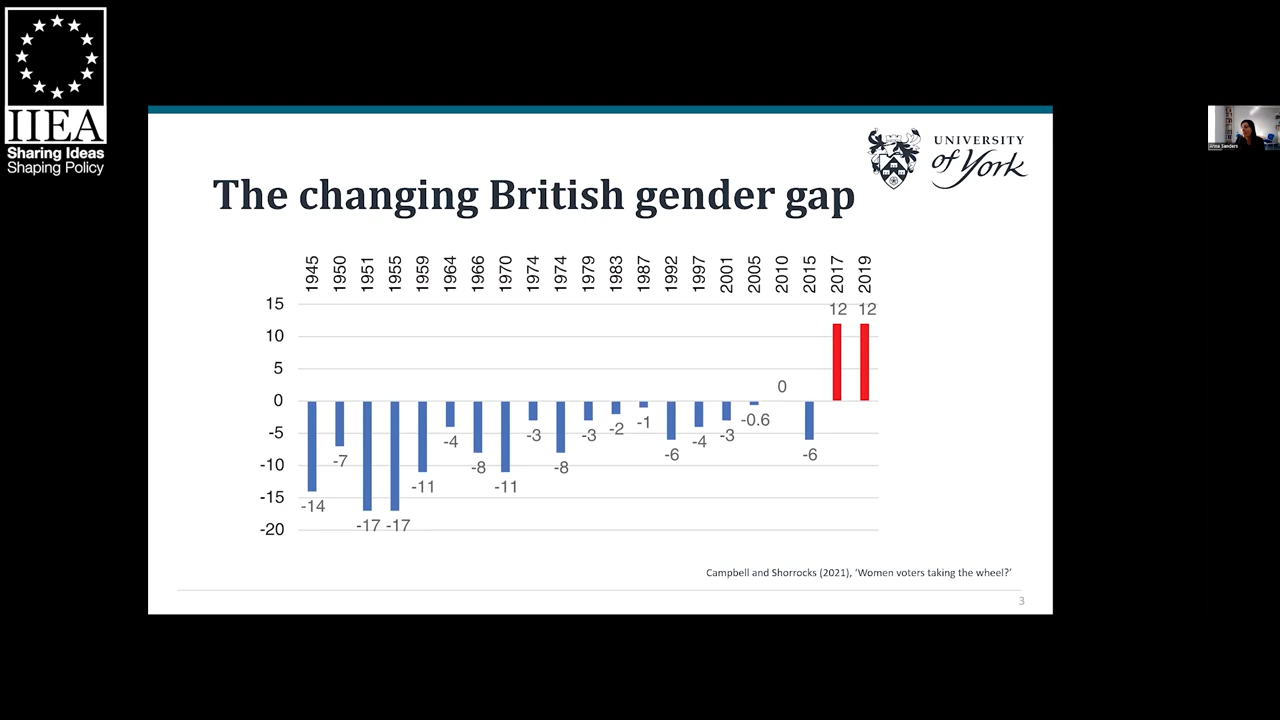 IIEA
Sharing Ideas
Shaping Policy
UNIVERSITY
of York
Anna Sanders
The changing British gender gap
1945 1950 1951 1955 1959 1964 1966 1970 1974 1974 1979 1983 1987 1992 1997 2001 2005 2010 2015 2017 2019
15
10
5
0
-5
-10
-15
-20
-14 -7 -17 -17 -11 -4 -8 -11 -3 -8 -3 -2 -1 -6 -4 -3 -0.6 0 -6 12 12
Campbell and Shorrocks (2021), ‘Women voters taking the wheel?’
3